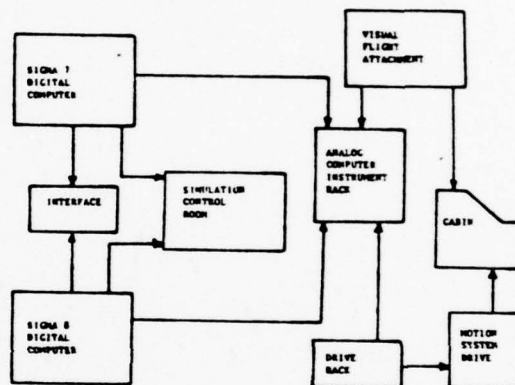 SIGMA 7
DIGITAL
COMPUTER
VISUAL
FLIGHT
ATTACHMENT
ANALOG
COMPUTER
INSTRUMENT
RACK
INTERFACE
SIMULATION
CONTROL
ROOM
CABIN
SIGMA 8
DIGITAL
COMPUTER
DRIVE
RACK
MOTION
SYSTEM
DRIVE